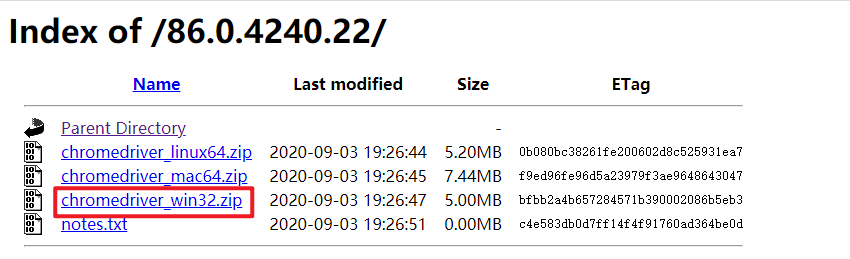 Index of /86.0.4240.22/
Name Last modified Size ETag
Parent Directory -
chromedriver_linux64.zip 2020-09-03 19:26:44 5.20MB 0b080bc38261fe200602d8c525931ea7
chromedriver_mac64.zip 2020-09-03 19:26:45 7.44MB f9ed96fe96d5a23979f3ae9648643047
chromedriver_win32.zip 2020-09-03 19:26:47 5.00MB bfbb2a4b657284571b390002086b5eb3
notes.txt 2020-09-03 19:26:51 0.00MB c4e583db0d7ff14f4f91760ad364be0d